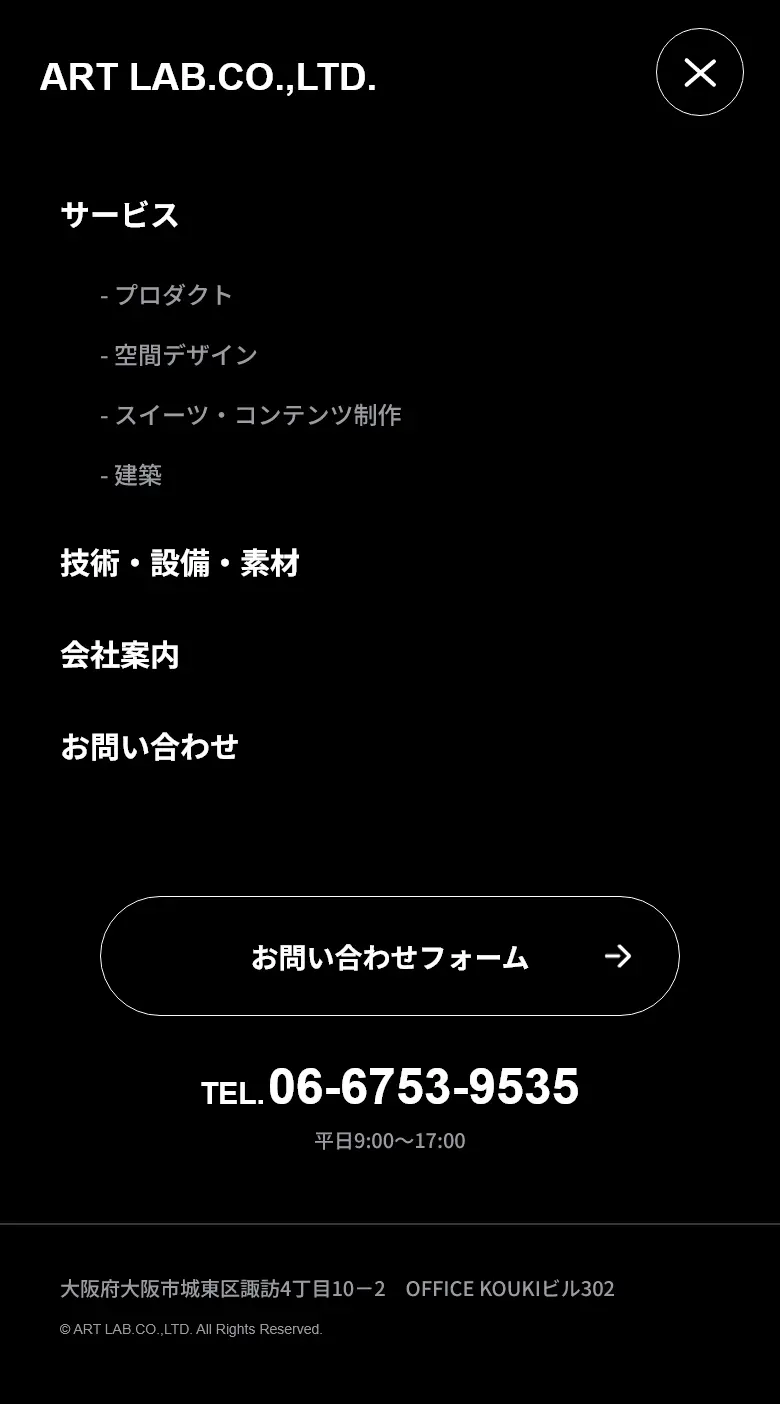 ART LAB.CO.,LTD.
サービス
- プロダクト
- 空間デザイン
- スイーツ・コンテンツ制作
- 建築
技術・設備・素材
会社案内
お問い合わせ
お問い合わせフォーム
TEL.06-6753-9535
平日9:00〜17:00
大阪府大阪市城東区諏訪4丁目10－2　OFFICE KOUKIビル302
© ART LAB.CO.,LTD. All Rights Reserved.